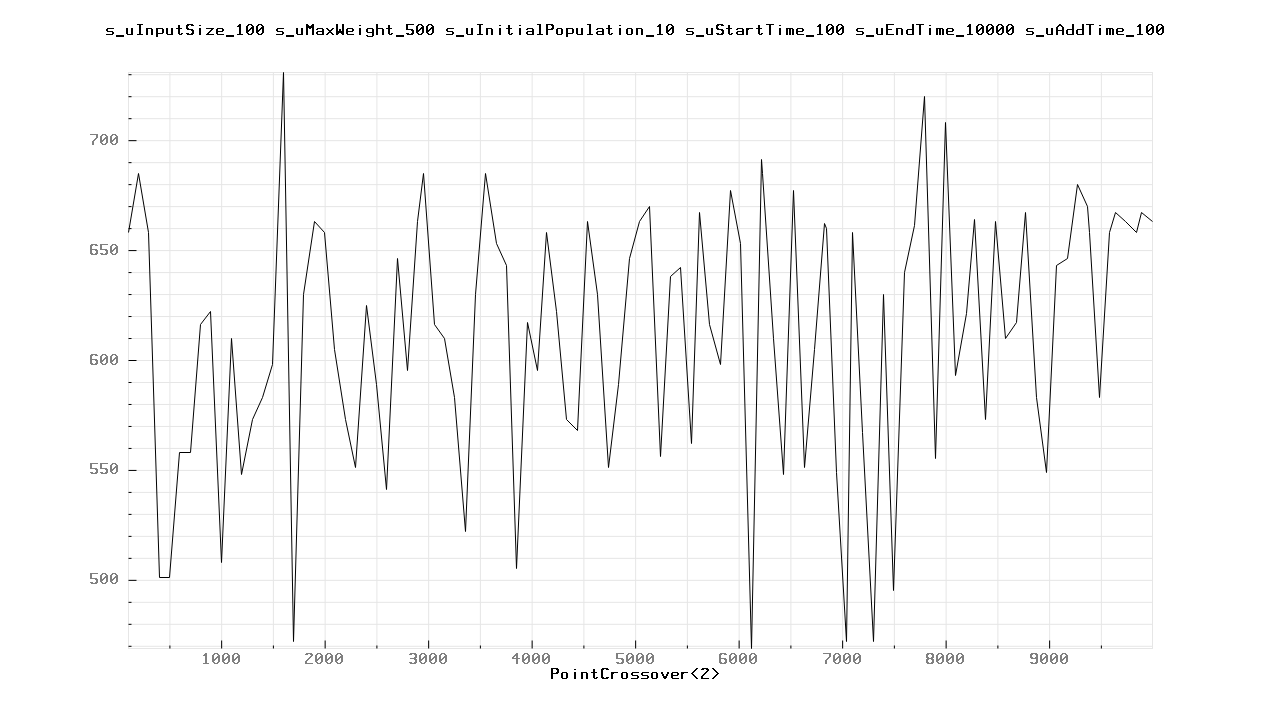 s_uInputSize_100 s_uMaxWeight_500 s_uInitialPopulation_10 s_uStartTime_100 s_uEndTime_10000 s_uAddTime_100
700
650
600
550
500
1000 2000 3000 4000 5000 6000 7000 8000 9000
PointCrossover<2>